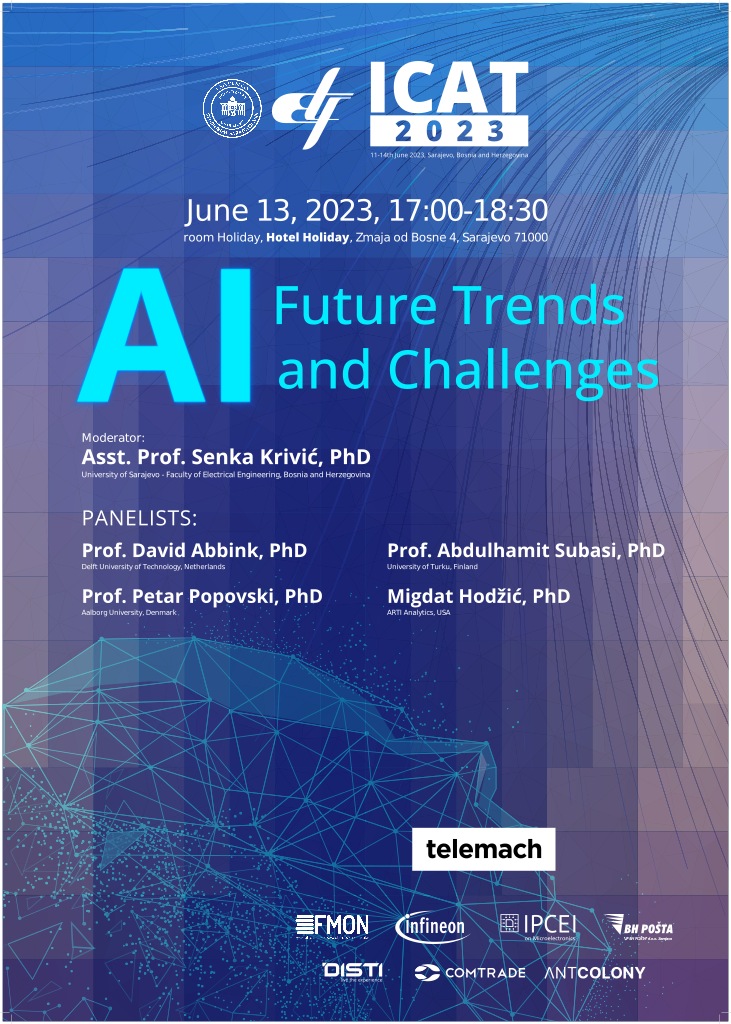 ICAT
2023
11-14th June 2023, Sarajevo, Bosnia and Herzegovina
June 13, 2023, 17:00-18:30
room Holiday, Hotel Holiday, Zmaja od Bosne 4, Sarajevo 71000
AI Future Trends
and Challenges
Moderator:
Asst. Prof. Senka Krivić, PhD
University of Sarajevo - Faculty of Electrical Engineering, Bosnia and Herzegovina
PANELISTS:
Prof. David Abbink, PhD
Delft University of Technology, Netherlands
Prof. Abdulhamit Subasi, PhD
University of Turku, Finland
Prof. Petar Popovski, PhD
Aalborg University, Denmark
Migdat Hodžić, PhD
ARTI Analytics, USA
telemach
FMON
infineon
IPCEI
on Microelectronics
BH POŠTA
DISTI
live the experience
COMTRADE
ANTCOLONY